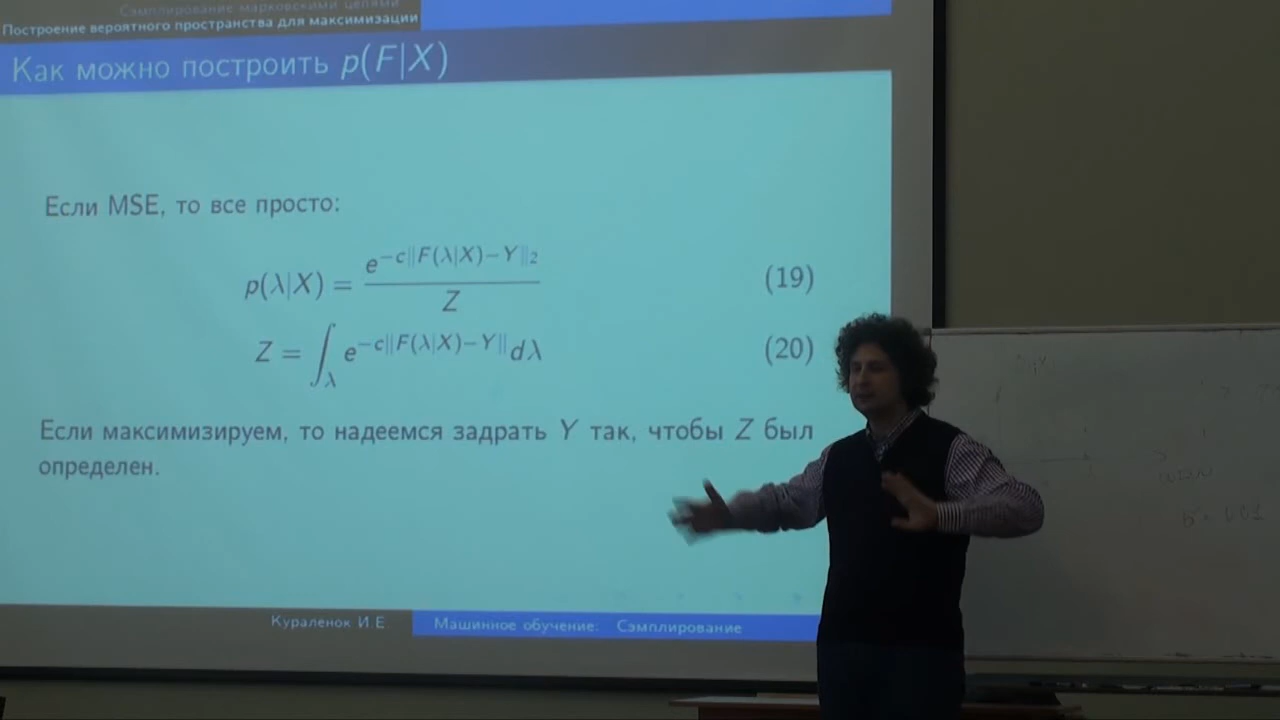 Сэмплирование марковскими цепями
Построение вероятного пространства для максимизации
Как можно построить p(F|X)
Если MSE, то все просто:
p(λ|X) = e^{−c‖F(λ|X)−Y‖₂} / Z (19)
Z = ∫_λ e^{−c‖F(λ|X)−Y‖} dλ (20)
Если максимизируем, то надеемся задрать Y так, чтобы Z был
определен.
Кураленок И.Е Машинное обучение: Сэмплирование